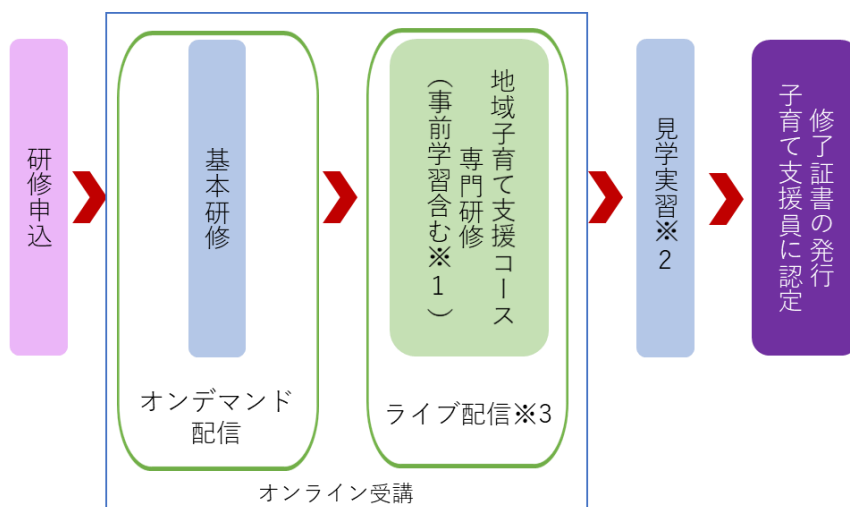 研修申込
基本研修
オンデマンド
配信
地域子育て支援コース
専門研修
（事前学習含む※1）
ライブ配信※3
オンライン受講
見学実習※2
修了証書の発行
子育て支援員に認定